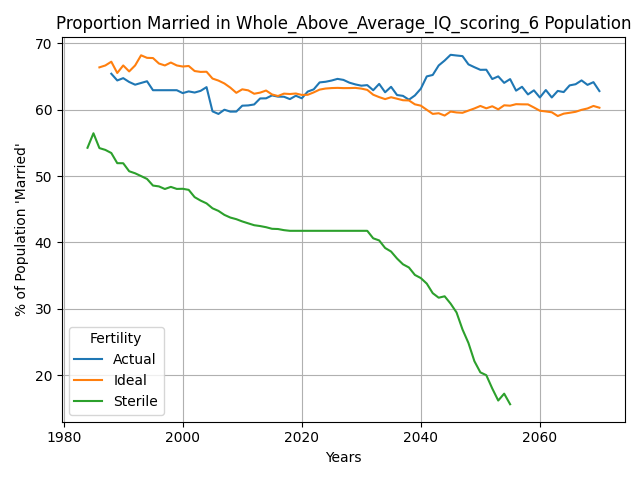 Proportion Married in Whole_Above_Average_IQ_scoring_6 Population
% of Population 'Married'
70
60
50
40
30
20
Fertility
Actual
Ideal
Sterile
1980
2000
2020
2040
2060
Years